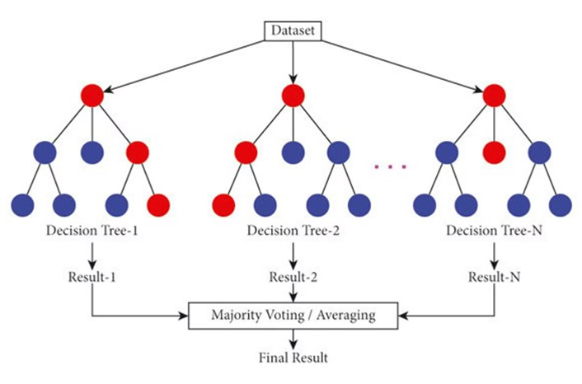 Dataset
Decision Tree-1
Decision Tree-2
Decision Tree-N
Result-1
Result-2
Result-N
Majority Voting / Averaging
Final Result